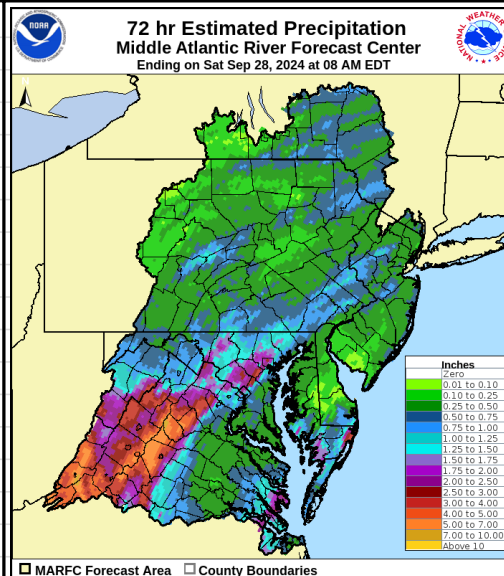 72 hr Estimated Precipitation
Middle Atlantic River Forecast Center
Ending on Sat Sep 28, 2024 at 08 AM EDT
NOAA
NATIONAL WEATHER
Inches
Zero
0.01 to 0.10
0.10 to 0.25
0.25 to 0.50
0.50 to 0.75
0.75 to 1.00
1.00 to 1.25
1.25 to 1.50
1.50 to 1.75
1.75 to 2.00
2.00 to 2.50
2.50 to 3.00
3.00 to 4.00
4.00 to 5.00
5.00 to 7.00
7.00 to 10.00
Above 10
MARFC Forecast Area County Boundaries